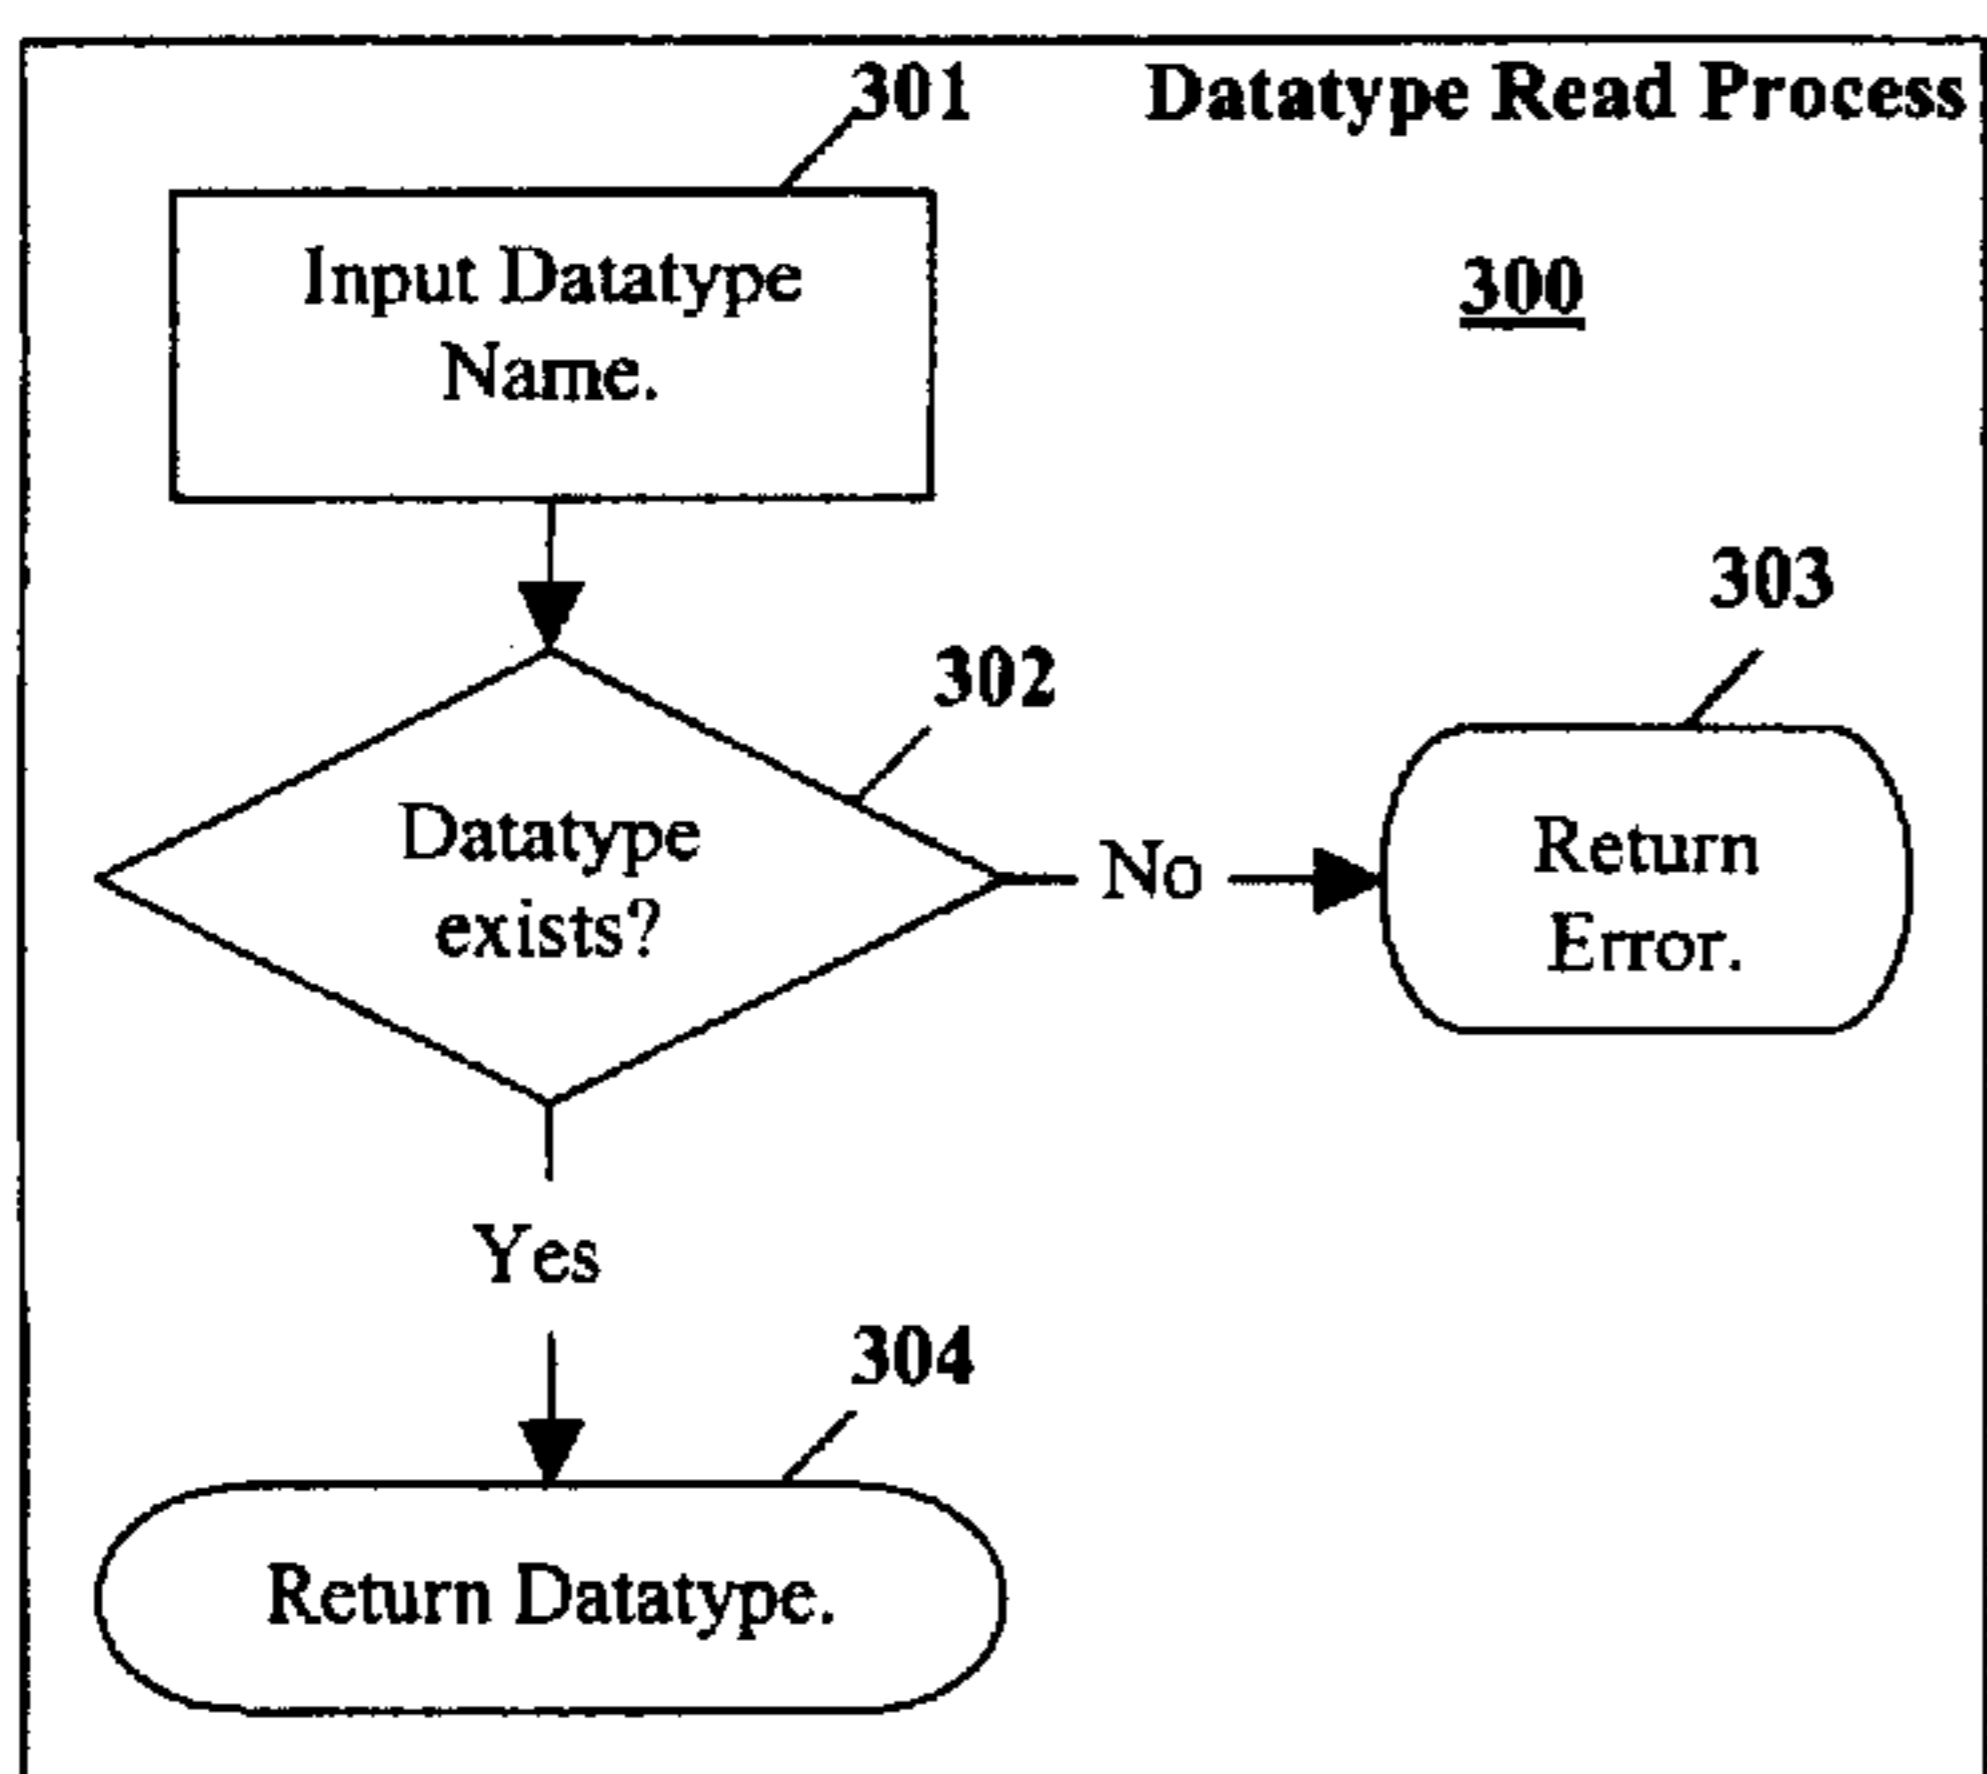 301
Datatype Read Process
Input Datatype
Name.
300
303
302
Datatype
exists?
No
Return
Error.
Yes
304
Return Datatype.